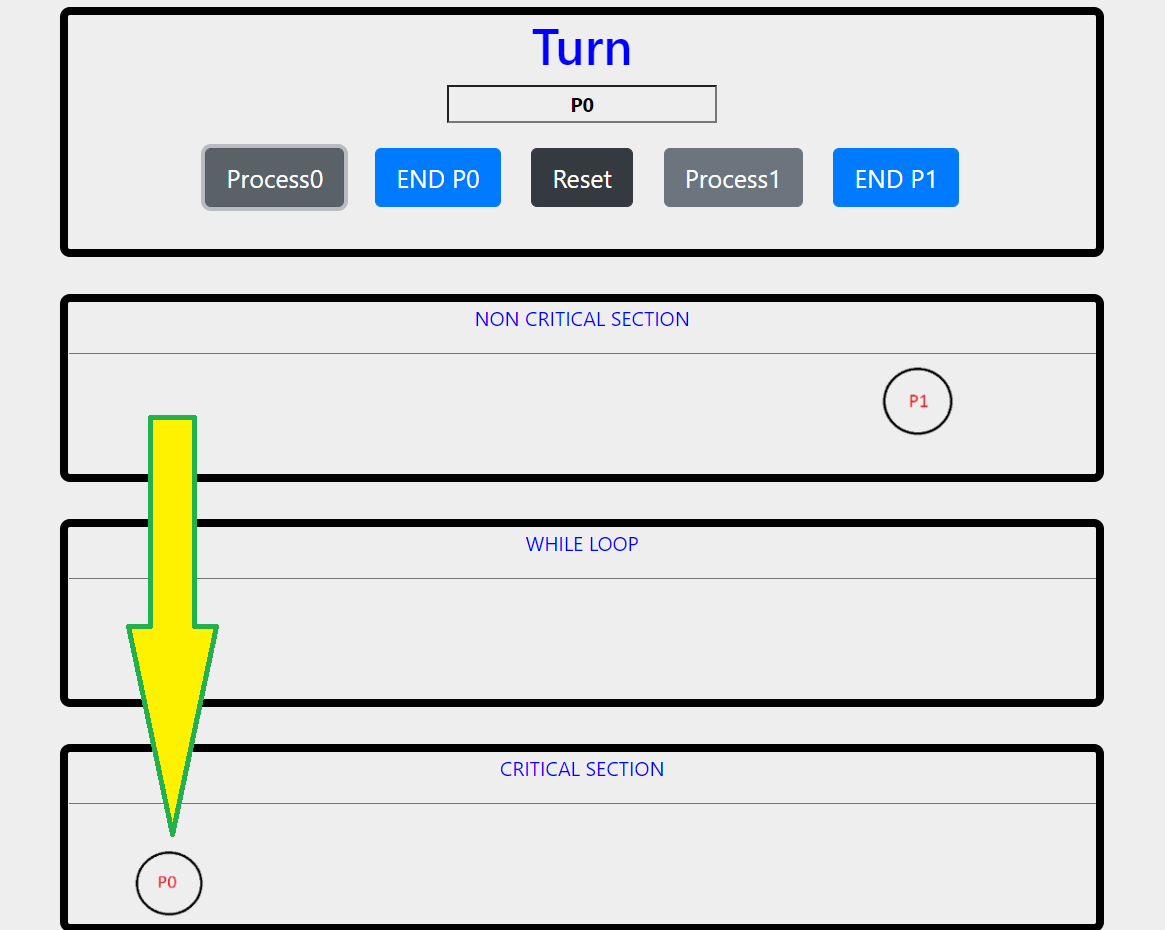 Turn
P0
Process0 END P0 Reset Process1 END P1
NON CRITICAL SECTION
P1
WHILE LOOP
CRITICAL SECTION
P0